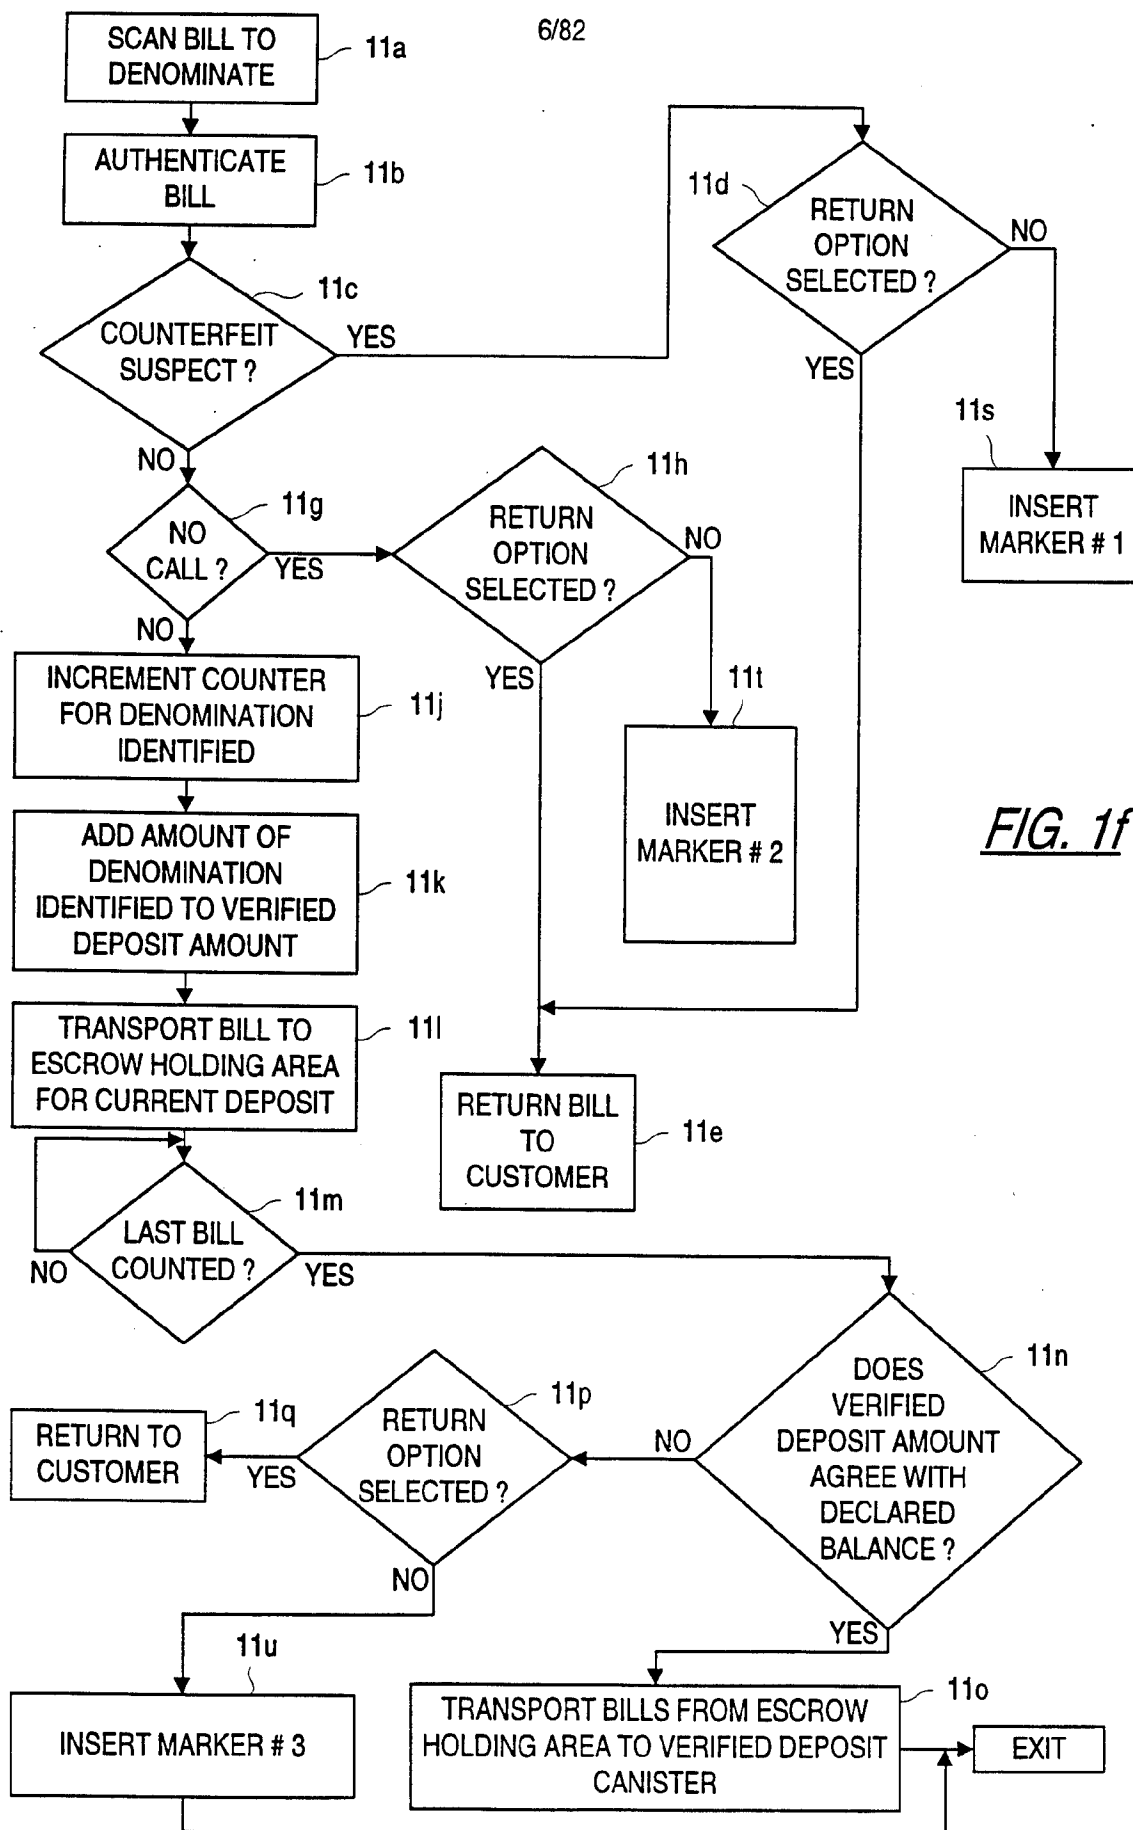 6/82
SCAN BILL TO
DENOMINATE
11a
AUTHENTICATE
BILL
11b
COUNTERFEIT
SUSPECT ?
11c
YES
NO
RETURN
OPTION
SELECTED ?
11d
NO
YES
11s
INSERT
MARKER # 1
NO
CALL ?
11g
YES
NO
RETURN
OPTION
SELECTED ?
11h
NO
YES
11t
INSERT
MARKER # 2
INCREMENT COUNTER
FOR DENOMINATION
IDENTIFIED
11j
ADD AMOUNT OF
DENOMINATION
IDENTIFIED TO VERIFIED
DEPOSIT AMOUNT
11k
FIG. 1f
TRANSPORT BILL TO
ESCROW HOLDING AREA
FOR CURRENT DEPOSIT
11l
RETURN BILL
TO
CUSTOMER
11e
LAST BILL
COUNTED ?
11m
NO
YES
DOES
VERIFIED
DEPOSIT AMOUNT
AGREE WITH
DECLARED
BALANCE ?
11n
NO
YES
RETURN
OPTION
SELECTED ?
11p
YES
NO
RETURN TO
CUSTOMER
11q
11u
INSERT MARKER # 3
TRANSPORT BILLS FROM ESCROW
HOLDING AREA TO VERIFIED DEPOSIT
CANISTER
11o
EXIT